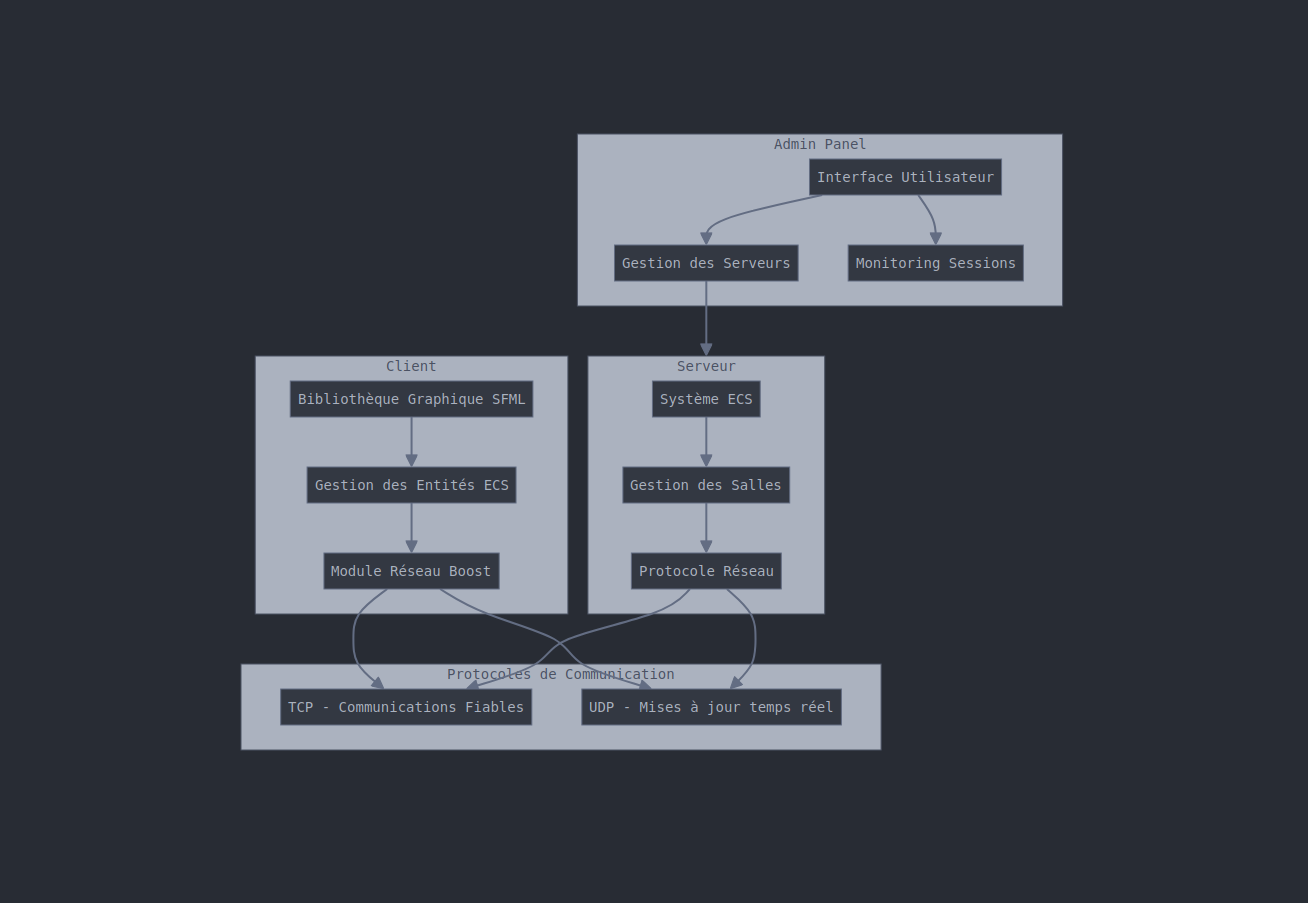 Admin Panel
Interface Utilisateur
Gestion des Serveurs
Monitoring Sessions
Client
Bibliothèque Graphique SFML
Gestion des Entités ECS
Module Réseau Boost
Serveur
Système ECS
Gestion des Salles
Protocole Réseau
Protocoles de Communication
TCP - Communications Fiables
UDP - Mises à jour temps réel